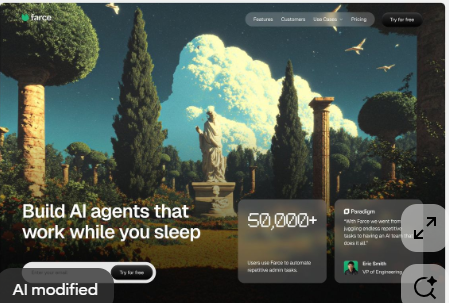 farce
Features Customers Use Cases Pricing Try for free
Build AI agents that
work while you sleep
Try for free
50,000+
Users use Farce to automate
repetitive admin tasks.
Paradigm
"With Farce we went from
juggling endless repetitive
tasks to having an AI team that
does it all."
Eric Smith
VP of Engineering
AI modified